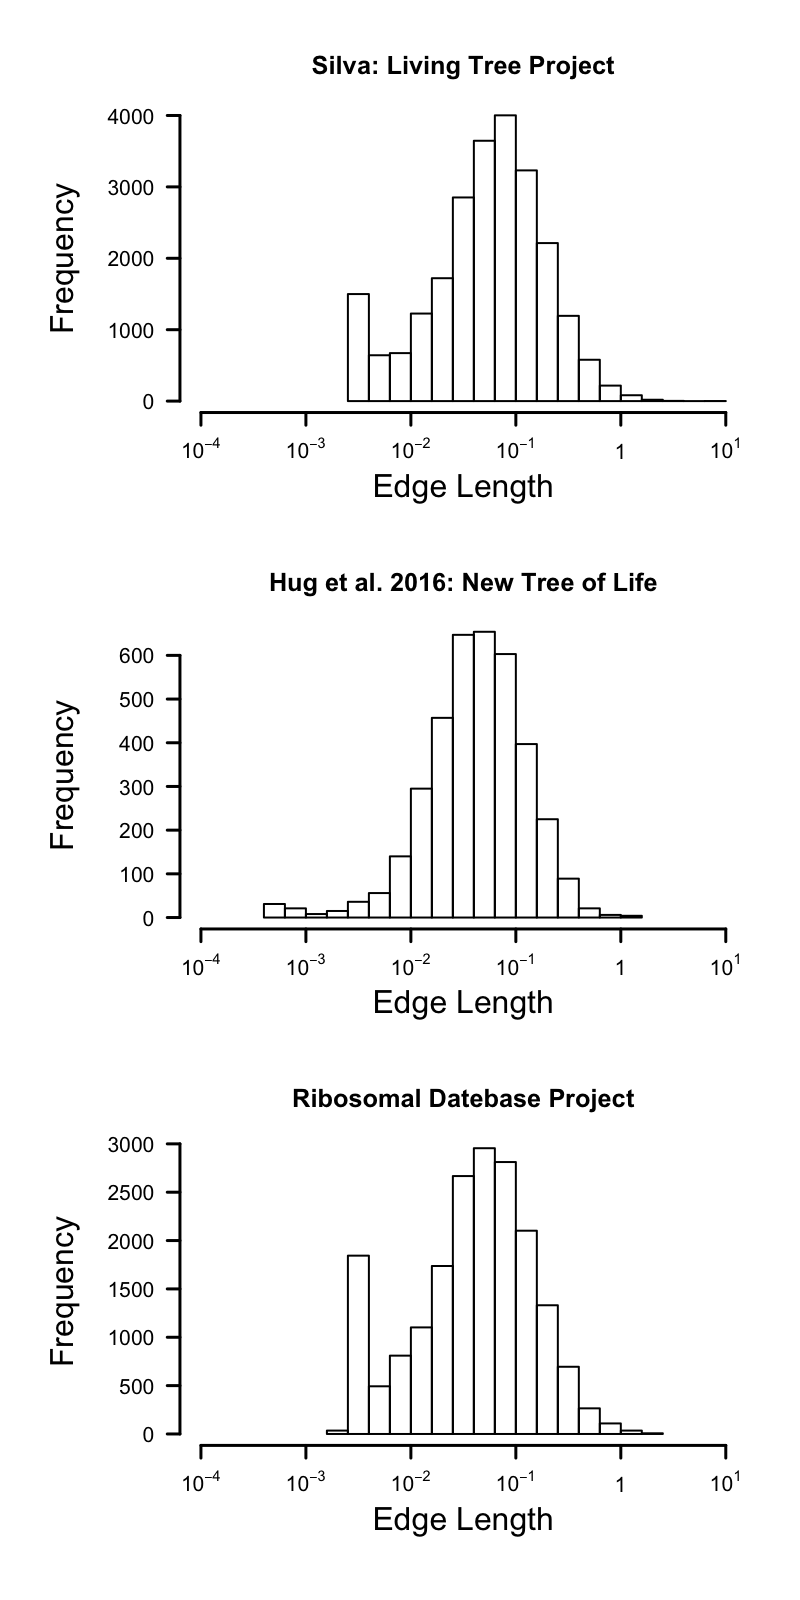 Silva: Living Tree Project
Frequency
4000
3000
2000
1000
0
10⁻⁴ 10⁻³ 10⁻² 10⁻¹ 1 10¹
Edge Length
Hug et al. 2016: New Tree of Life
Frequency
600
500
400
300
200
100
0
10⁻⁴ 10⁻³ 10⁻² 10⁻¹ 1 10¹
Edge Length
Ribosomal Datebase Project
Frequency
3000
2500
2000
1500
1000
500
0
10⁻⁴ 10⁻³ 10⁻² 10⁻¹ 1 10¹
Edge Length